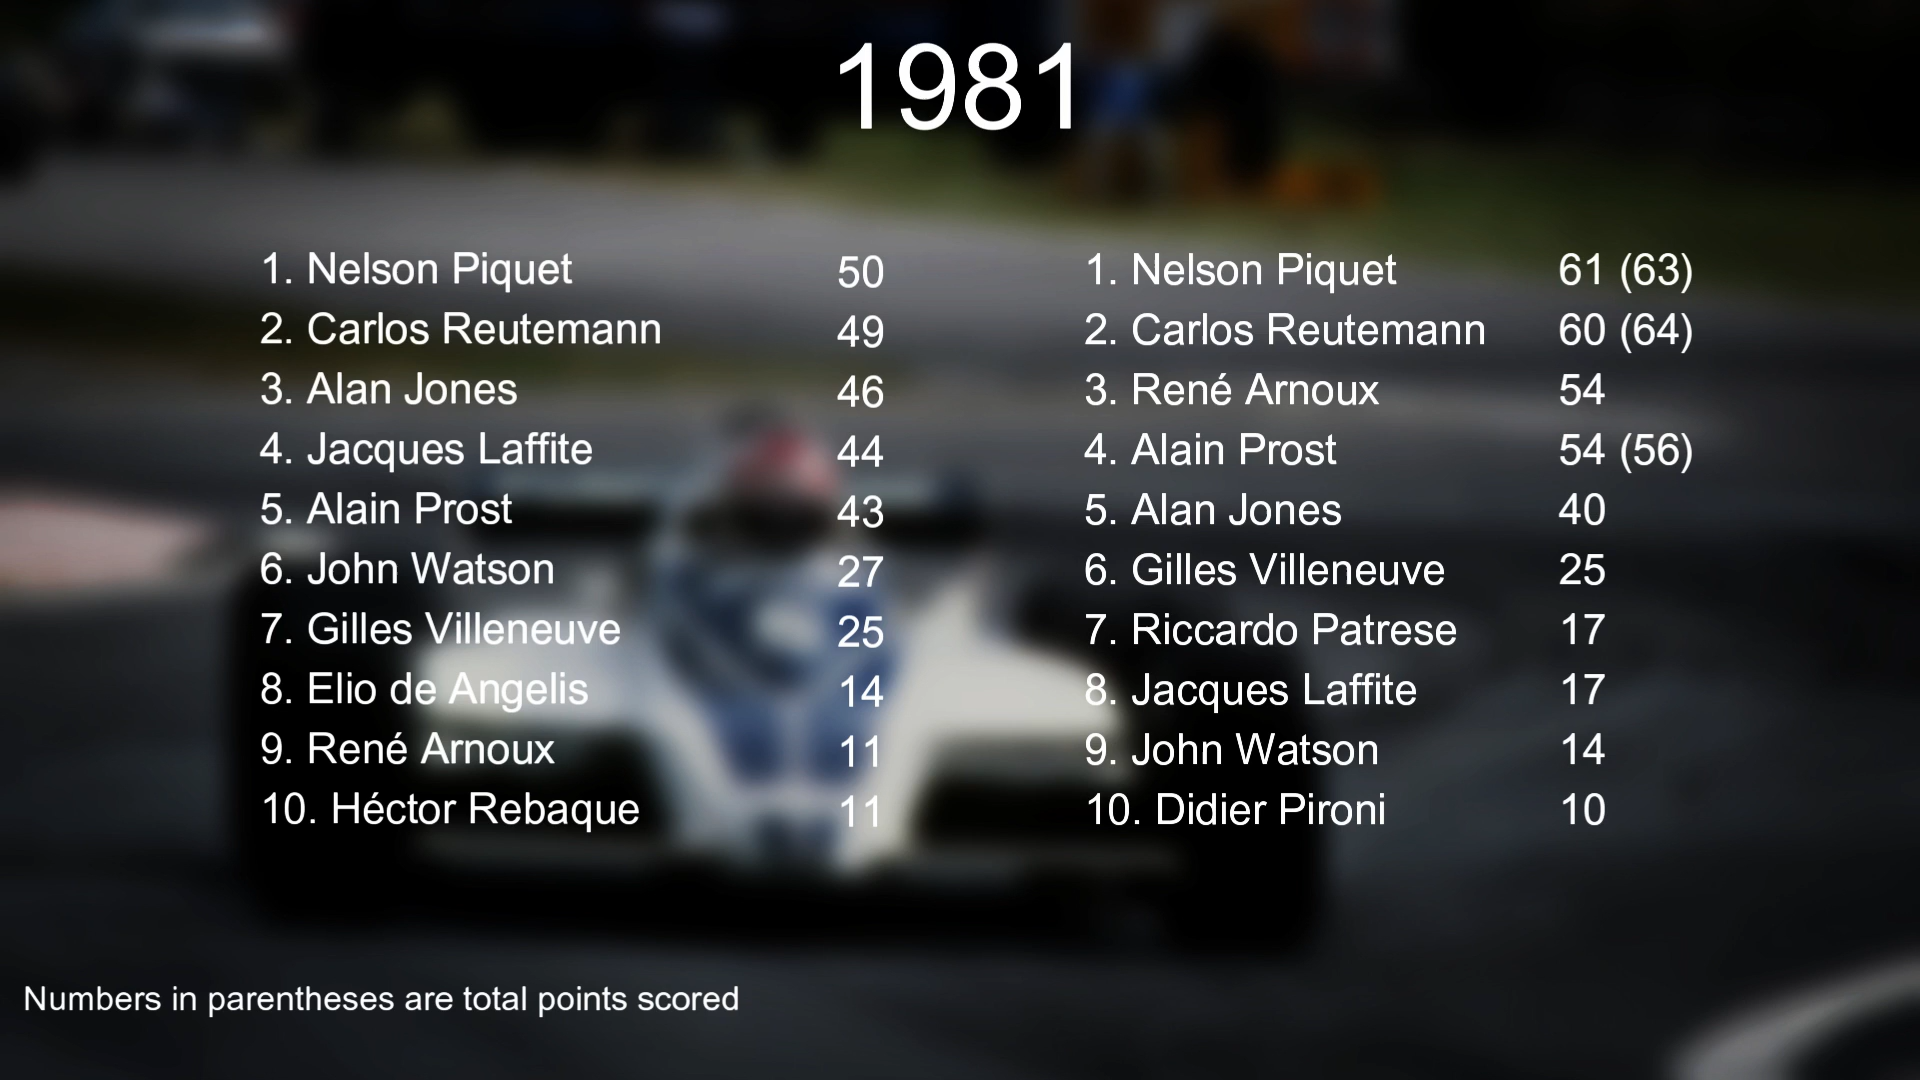 1981
1. Nelson Piquet 50
2. Carlos Reutemann 49
3. Alan Jones 46
4. Jacques Laffite 44
5. Alain Prost 43
6. John Watson 27
7. Gilles Villeneuve 25
8. Elio de Angelis 14
9. René Arnoux 11
10. Héctor Rebaque 11
1. Nelson Piquet 61 (63)
2. Carlos Reutemann 60 (64)
3. René Arnoux 54
4. Alain Prost 54 (56)
5. Alan Jones 40
6. Gilles Villeneuve 25
7. Riccardo Patrese 17
8. Jacques Laffite 17
9. John Watson 14
10. Didier Pironi 10
Numbers in parentheses are total points scored